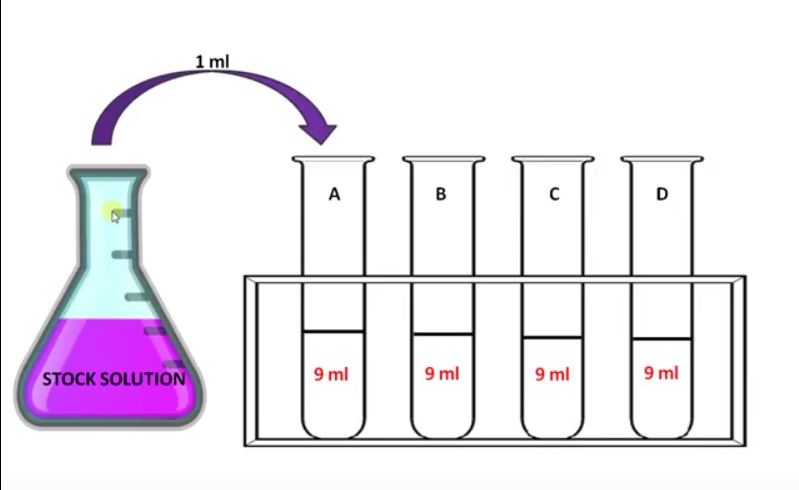 1 ml
A B C D
9 ml 9 ml 9 ml 9 ml
STOCK SOLUTION